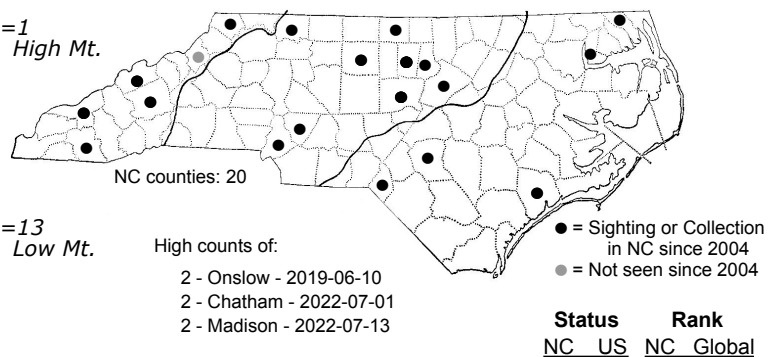 =1
High Mt.
NC counties: 20
=13
Low Mt.
High counts of:
2 - Onslow - 2019-06-10
2 - Chatham - 2022-07-01
2 - Madison - 2022-07-13
● = Sighting or Collection
in NC since 2004
● = Not seen since 2004
Status Rank
NC US NC Global